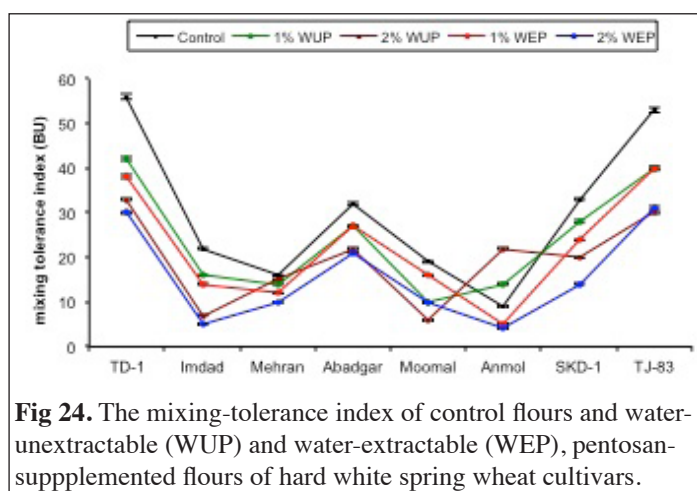 Control 1% WUP 2% WUP 1% WEP 2% WEP
mixing tolerance index (BU)
60
50
40
30
20
10
0
TD-1 Imdad Mehran Abadgar Moomal Anmol SKD-1 TJ-83
Fig 24. The mixing-tolerance index of control flours and water-
unextractable (WUP) and water-extractable (WEP), pentosan-
suppplemented flours of hard white spring wheat cultivars.